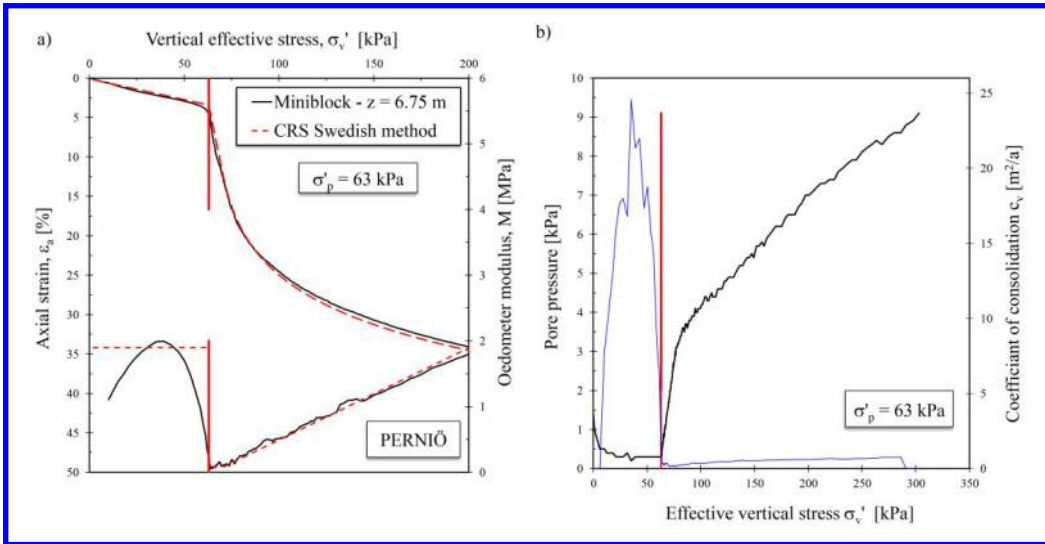 a)
Vertical effective stress, σv' [kPa]
0 50 100 150 200
0
5
10
15
20
25
30
35
40
45
50
Axial strain, εa [%]
6
5
4
3
2
1
0
Oedometer modulus, M [MPa]
Miniblock - z = 6.75 m
CRS Swedish method
σ'p = 63 kPa
PERNIÖ
b)
10
9
8
7
6
5
4
3
2
1
0
Pore pressure [kPa]
25
20
15
10
5
0
Coefficiant of consolidation cv [m²/a]
σ'p = 63 kPa
0 50 100 150 200 250 300 350
Effective vertical stress σv' [kPa]